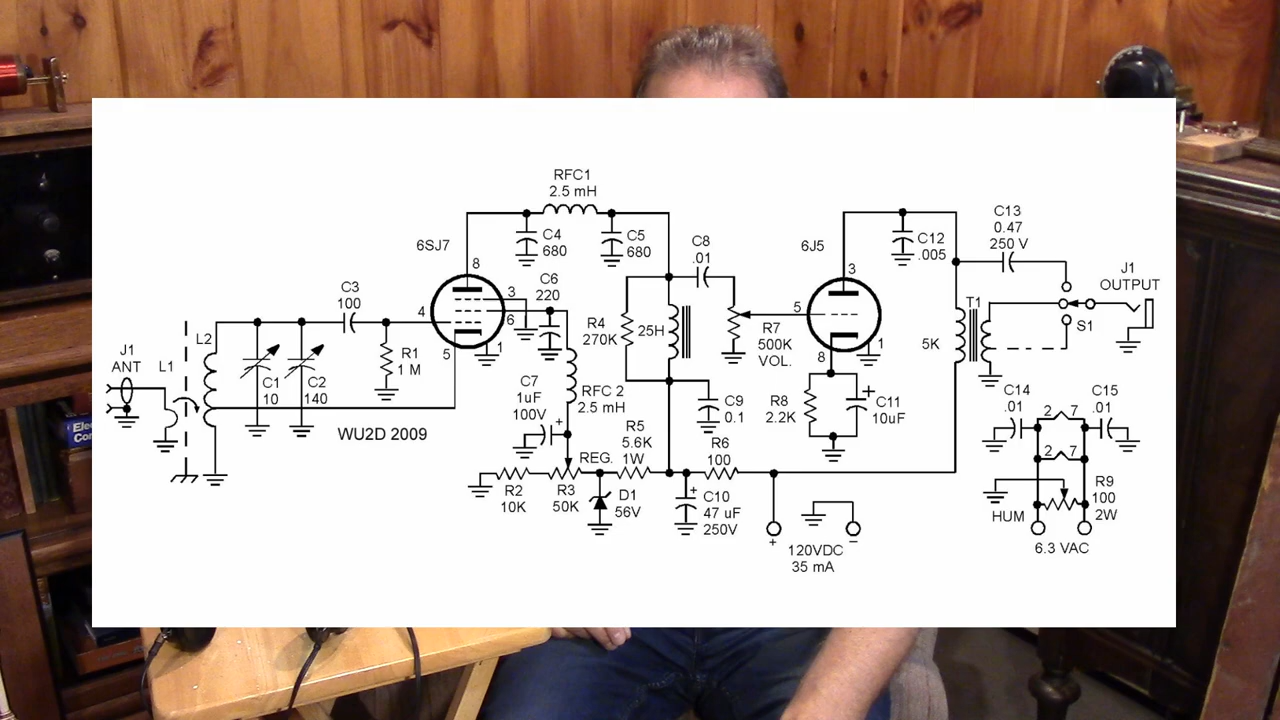 RFC1
2.5 mH
6SJ7
8
C4
680
C5
680
C8
.01
6J5
3
C12
.005
C13
0.47
250 V
J1
OUTPUT
C3
100
4
C6
220
3
6
1
5
R1
1 M
J1
ANT
L1
L2
C1
10
C2
140
WU2D 2009
R4
270K
25H
R7
500K
VOL.
5
8
1
5K
T1
S1
C7
1uF
100V
+
RFC 2
2.5 mH
C9
0.1
R8
2.2K
+
C11
10uF
C14
.01
C15
.01
2 7
2 7
R5
5.6K
1W
R6
100
REG.
R2
10K
R3
50K
D1
56V
+
C10
47 uF
250V
+
−
120VDC
35 mA
HUM
R9
100
2W
6.3 VAC
Elec
Con